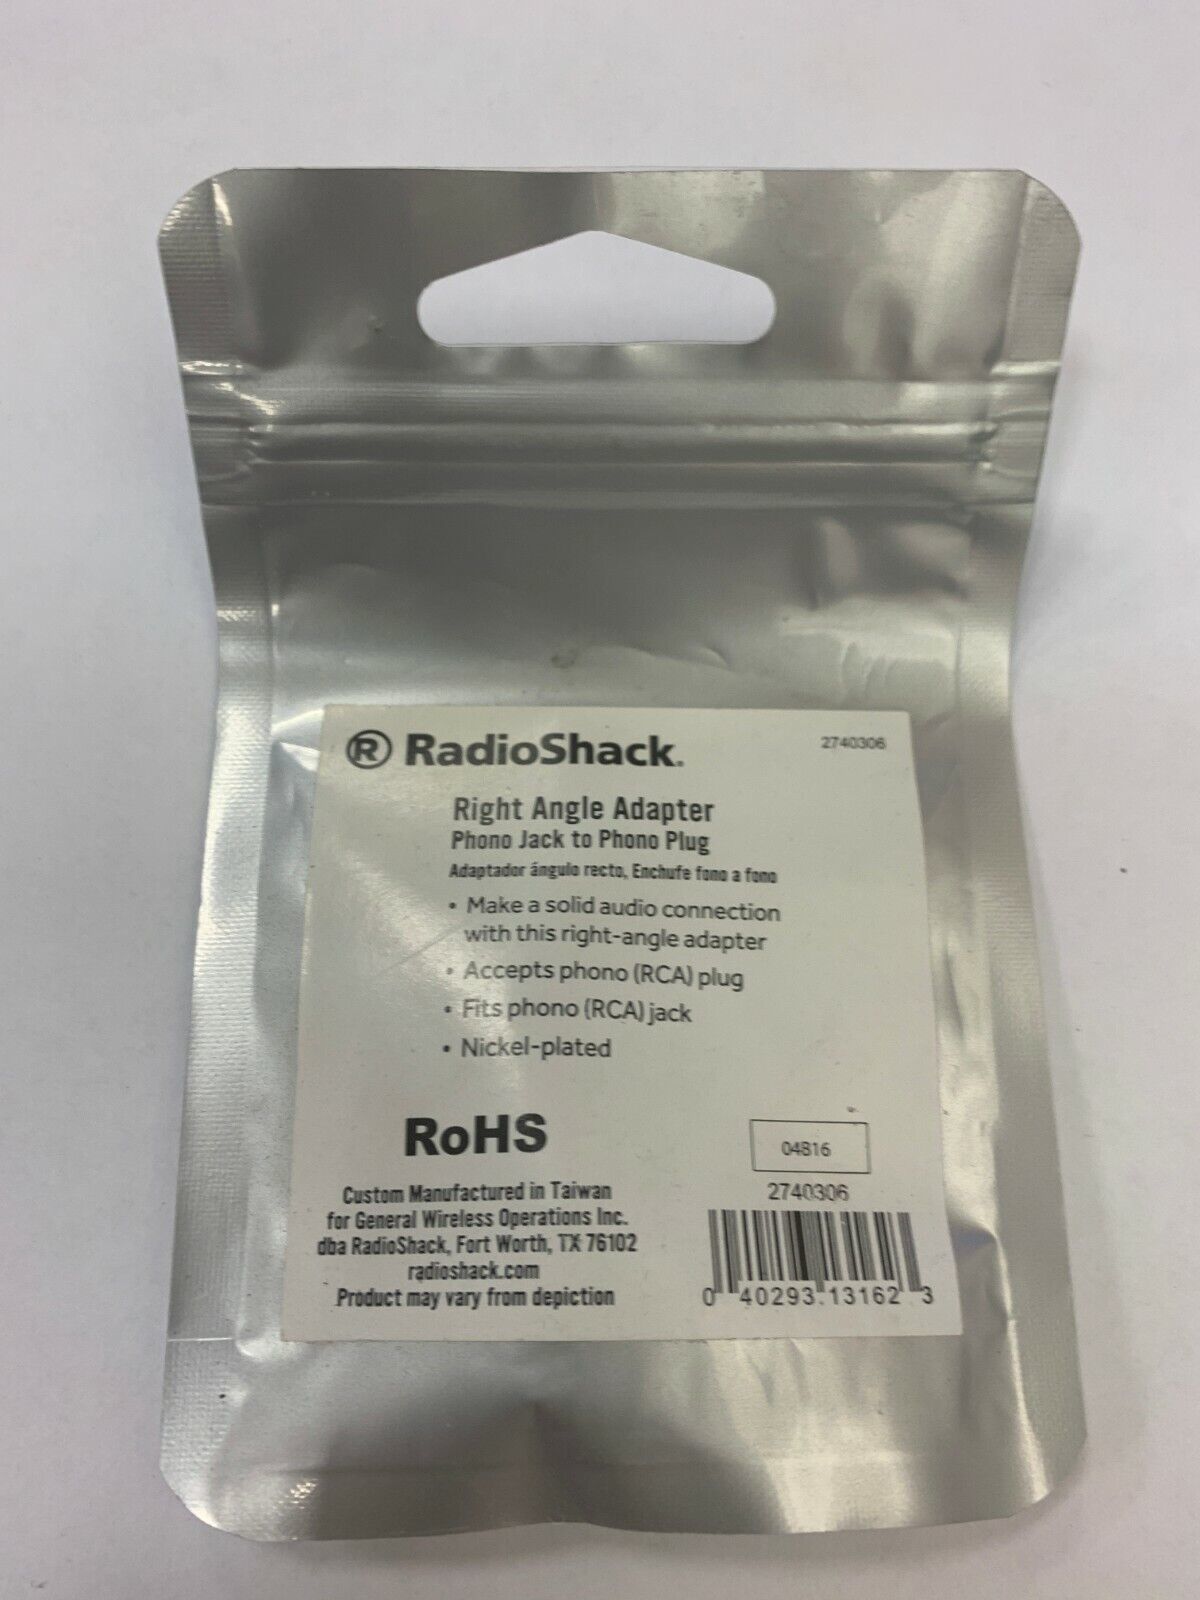 ® RadioShack.
2740306
Right Angle Adapter
Phono Jack to Phono Plug
Adaptador ángulo recto, Enchufe fono a fono
• Make a solid audio connection
with this right-angle adapter
• Accepts phono (RCA) plug
• Fits phono (RCA) jack
• Nickel-plated
RoHS
Custom Manufactured in Taiwan
for General Wireless Operations Inc.
dba RadioShack, Fort Worth, TX 76102
radioshack.com
Product may vary from depiction
04816
2740306
0 40293 13162 3